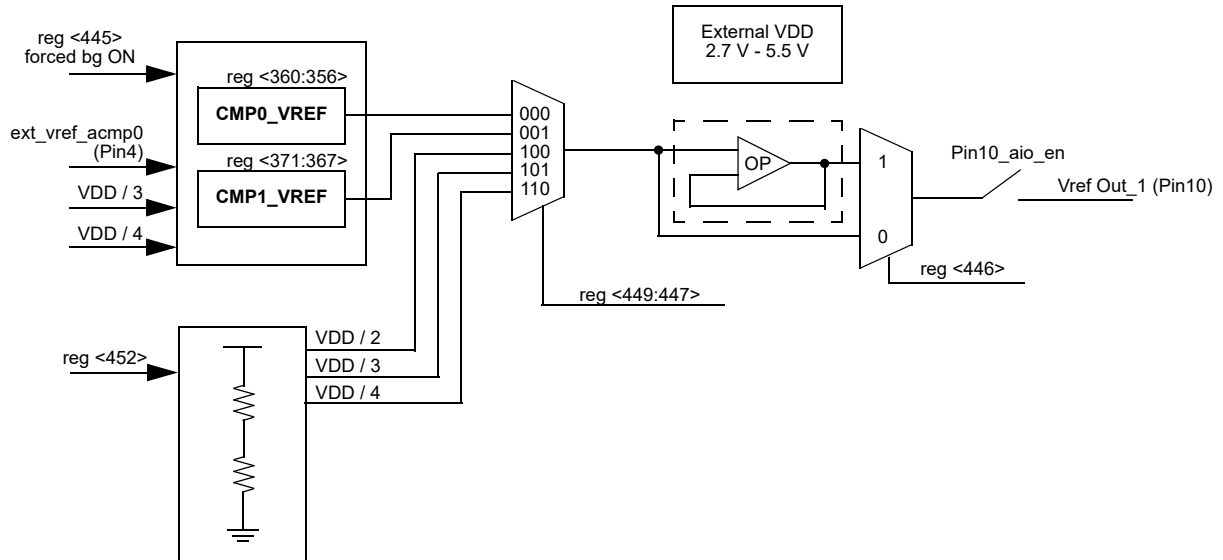 External VDD
2.7 V - 5.5 V
reg <445>
forced bg ON
reg <360:356>
CMP0_VREF
ext_vref_acmp0
(Pin4)
reg <371:367>
CMP1_VREF
VDD / 3
VDD / 4
000
001
100
101
110
OP
1
0
Pin10_aio_en
Vref Out_1 (Pin10)
reg <446>
reg <449:447>
reg <452>
VDD / 2
VDD / 3
VDD / 4